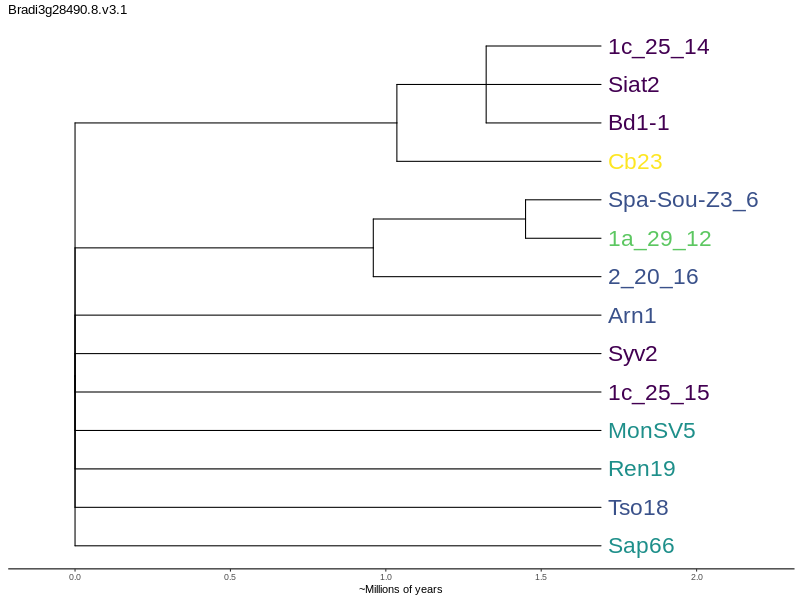 Bradi3g28490.8.v3.1
1c_25_14
Siat2
Bd1-1
Cb23
Spa-Sou-Z3_6
1a_29_12
2_20_16
Arn1
Syv2
1c_25_15
MonSV5
Ren19
Tso18
Sap66
0.0 0.5 1.0 1.5 2.0
~Millions of years